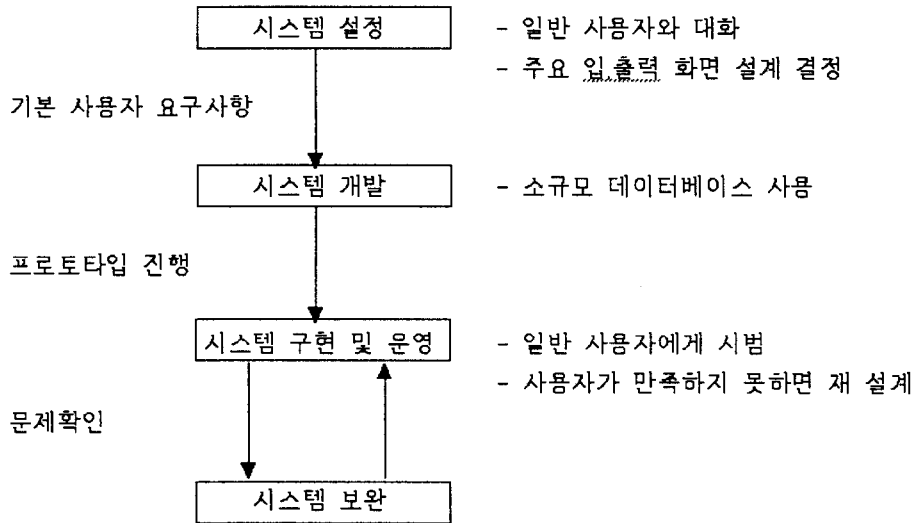 시스템 설정
- 일반 사용자와 대화
- 주요 입.출력 화면 설계 결정
기본 사용자 요구사항
시스템 개발
- 소규모 데이터베이스 사용
프로토타입 진행
시스템 구현 및 운영
- 일반 사용자에게 시범
- 사용자가 만족하지 못하면 재 설계
문제확인
시스템 보완